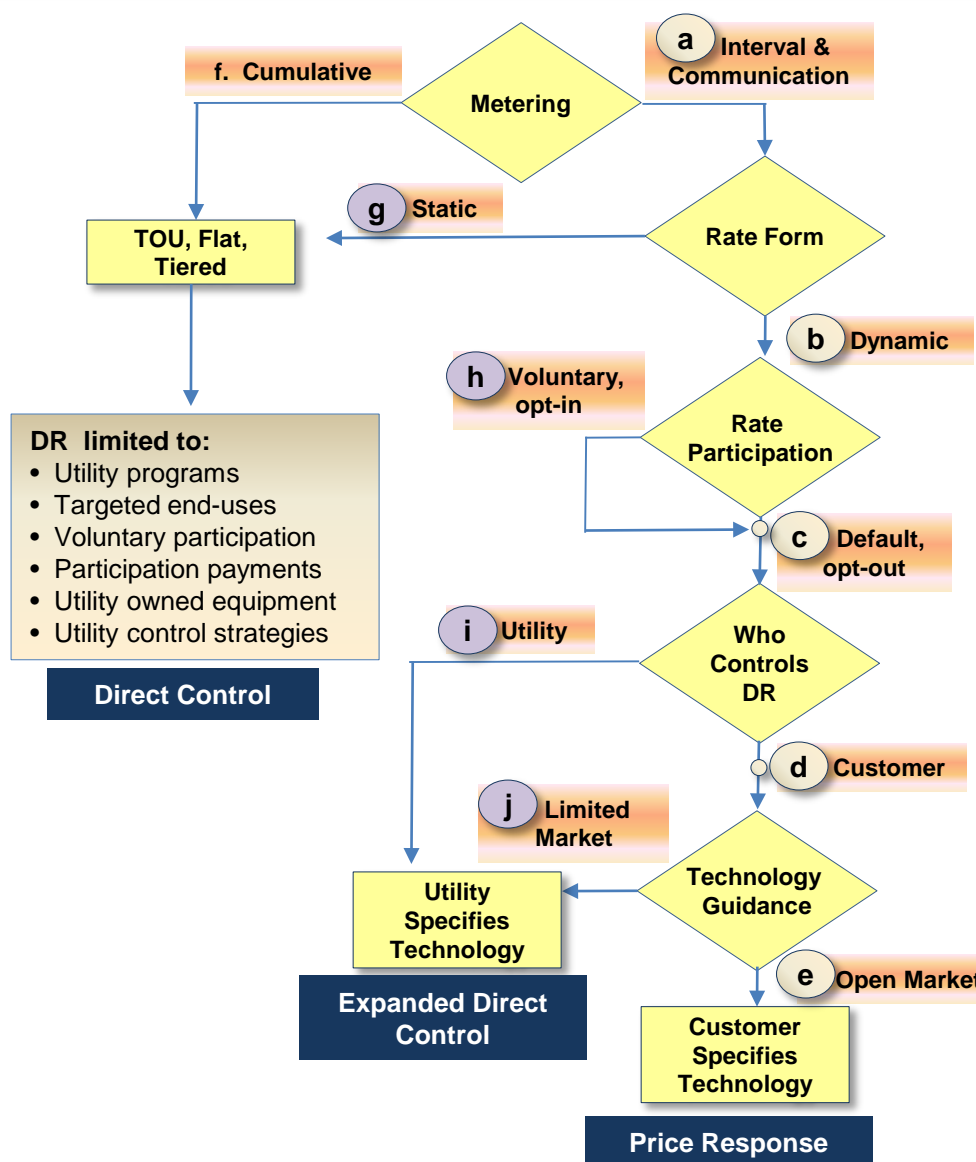 a Interval &
Communication
f. Cumulative
Metering
g Static
TOU, Flat,
Tiered
Rate Form
b Dynamic
h Voluntary,
opt-in
Rate
Participation
DR limited to:
• Utility programs
• Targeted end-uses
• Voluntary participation
• Participation payments
• Utility owned equipment
• Utility control strategies
Direct Control
c Default,
opt-out
i Utility
Who
Controls
DR
d Customer
j Limited
Market
Technology
Guidance
Utility
Specifies
Technology
Expanded Direct
Control
e Open Market
Customer
Specifies
Technology
Price Response